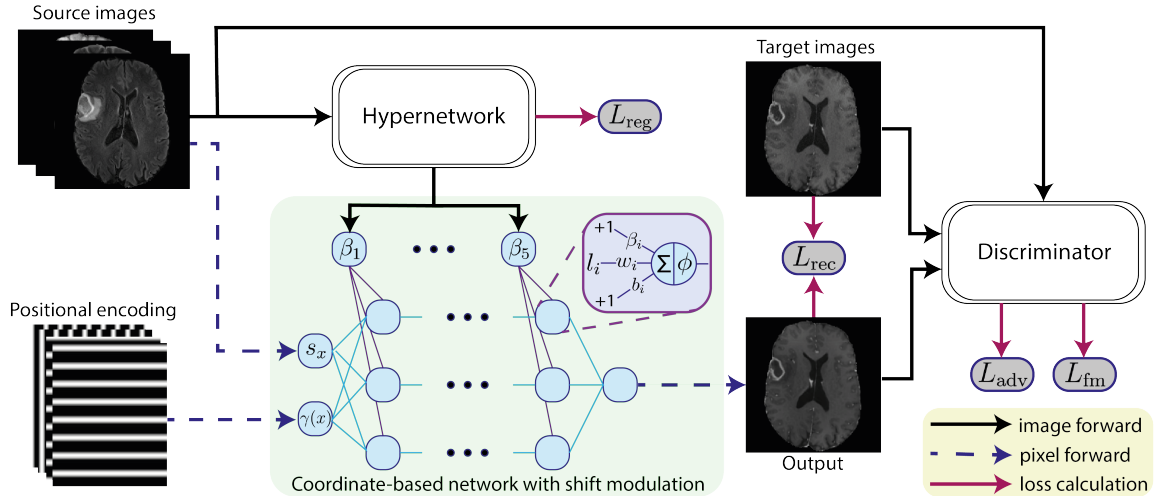 Source images
Hypernetwork
L_reg
Target images
β_1
β_5
+1
β_i
l_i
w_i
Σ
ϕ
b_i
+1
L_rec
Discriminator
Positional encoding
s_x
γ(x)
L_adv
L_fm
Output
Coordinate-based network with shift modulation
image forward
pixel forward
loss calculation